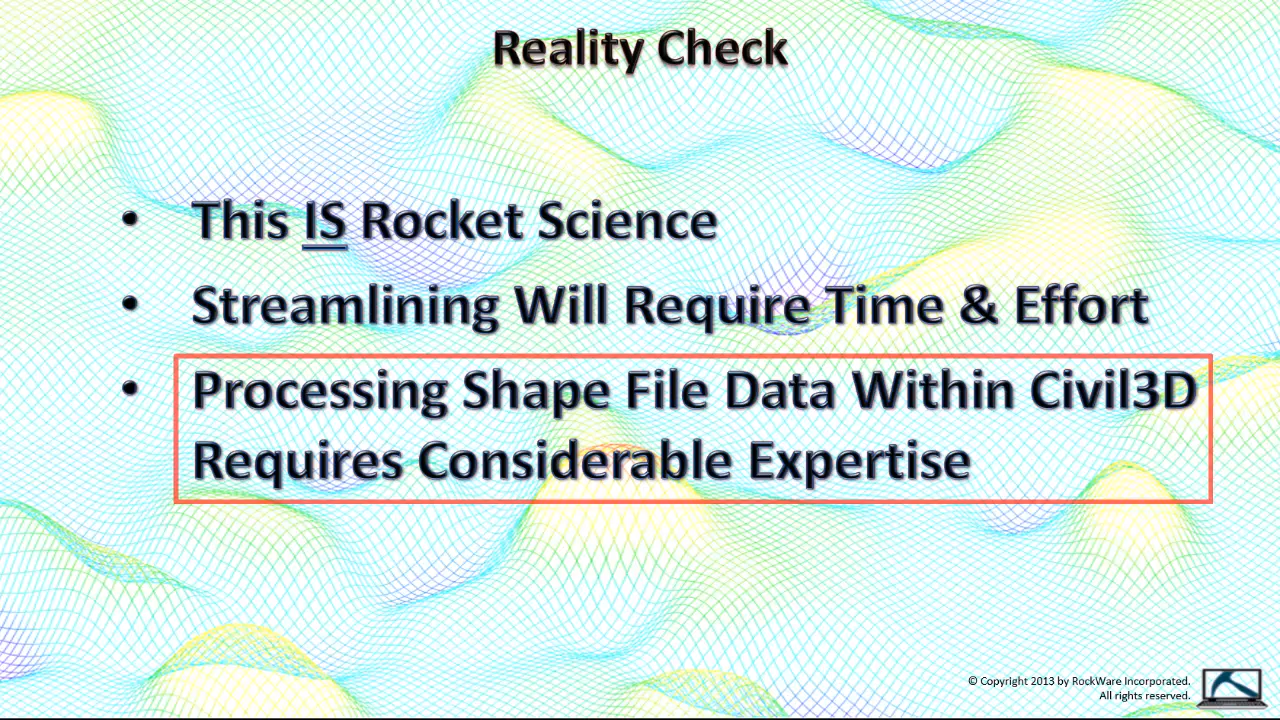 Reality Check
• This IS Rocket Science
• Streamlining Will Require Time & Effort
• Processing Shape File Data Within Civil3D
Requires Considerable Expertise
© Copyright 2013 by RockWare Incorporated.
All rights reserved.